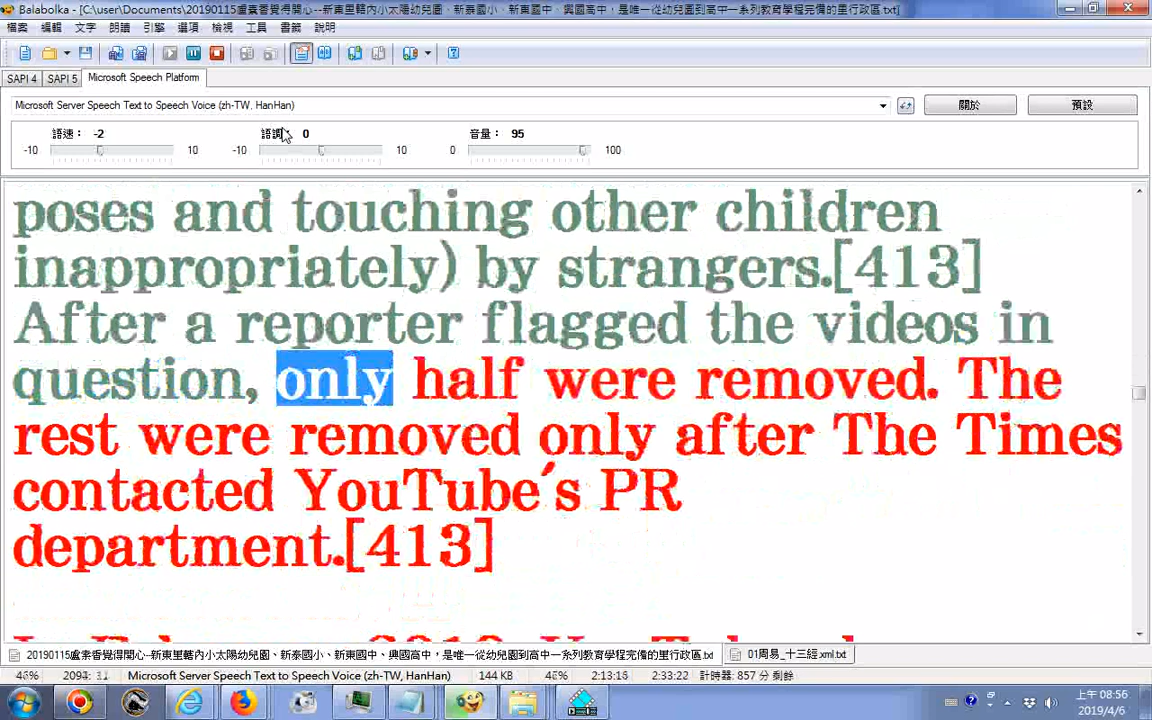 Balabolka - [C:\user\Documents\20190115盧素香覺得開心--新東里轄內小太陽幼兒園、新泰國小、新東國中、興國高中，是唯一從幼兒園到高中一系列教育學程完備的里行政區.txt]
檔案 編輯 文字 朗讀 引擎 選項 檢視 工具 書籤 說明
SAPI 4 SAPI 5 Microsoft Speech Platform
Microsoft Server Speech Text to Speech Voice (zh-TW, HanHan) 關於 預設
語速： -2 語調： 0 音量： 95
-10 10 -10 10 0 100
poses and touching other children
inappropriately) by strangers.[413]
After a reporter flagged the videos in
question, only half were removed. The
rest were removed only after The Times
contacted YouTube's PR
department.[413]
20190115盧素香覺得開心--新東里轄內小太陽幼兒園、新泰國小、新東國中、興國高中，是唯一從幼兒園到高中一系列教育學程完備的里行政區.txt 01周易_十三經.xml.txt
46% Microsoft Server Speech Text to Speech Voice (zh-TW, HanHan) 144 KB 46% 2:13:16 2:33:22 計時器: 857 分 剩餘
上午 08:56
2019/4/6